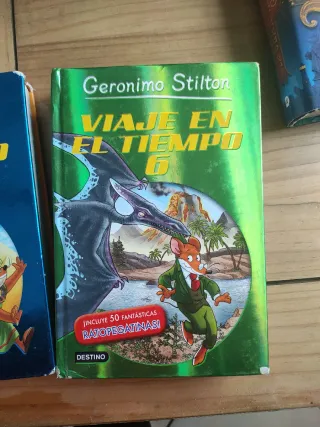 Geronimo Stilton
VIAJE EN
EL TIEMPO
6
¡INCLUYE 50 FANTÁSTICAS
RATOPEGATINAS!
DESTINO